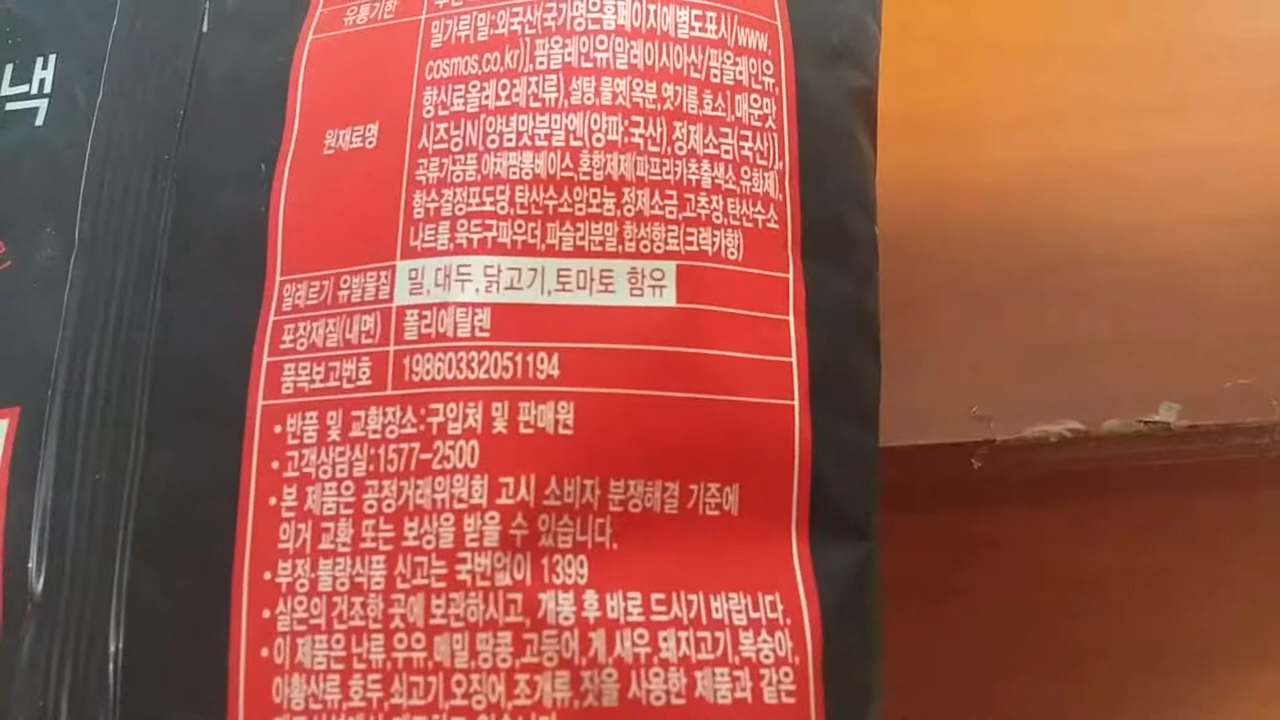 낵
유통기한
원재료명
밀가루[밀:외국산(국가명은홈페이지에별도표시/www.
cosmos.co.kr)],팜올레인유(말레이시아산/팜올레인유,
향신료올레오레진류),설탕,물엿[옥분,엿기름,효소],매운맛
시즈닝N[양념맛분말엔(양파:국산),정제소금(국산)],
곡류가공품,야채짬뽕베이스,혼합제제(파프리카추출색소,유화제),
함수결정포도당,탄산수소암모늄,정제소금,고추장,탄산수소
나트륨,육두구파우더,파슬리분말,합성향료(크렉카향)
알레르기 유발물질 밀,대두,닭고기,토마토 함유
포장재질(내면) 폴리에틸렌
품목보고번호 19860332051194
•반품 및 교환장소:구입처 및 판매원
•고객상담실:1577-2500
•본 제품은 공정거래위원회 고시 소비자 분쟁해결 기준에
의거 교환 또는 보상을 받을 수 있습니다.
•부정·불량식품 신고는 국번없이 1399
•실온의 건조한 곳에 보관하시고, 개봉 후 바로 드시기 바랍니다.
•이 제품은 난류,우유,메밀,땅콩,고등어,게,새우,돼지고기,복숭아,
아황산류,호두,쇠고기,오징어,조개류,잣을 사용한 제품과 같은